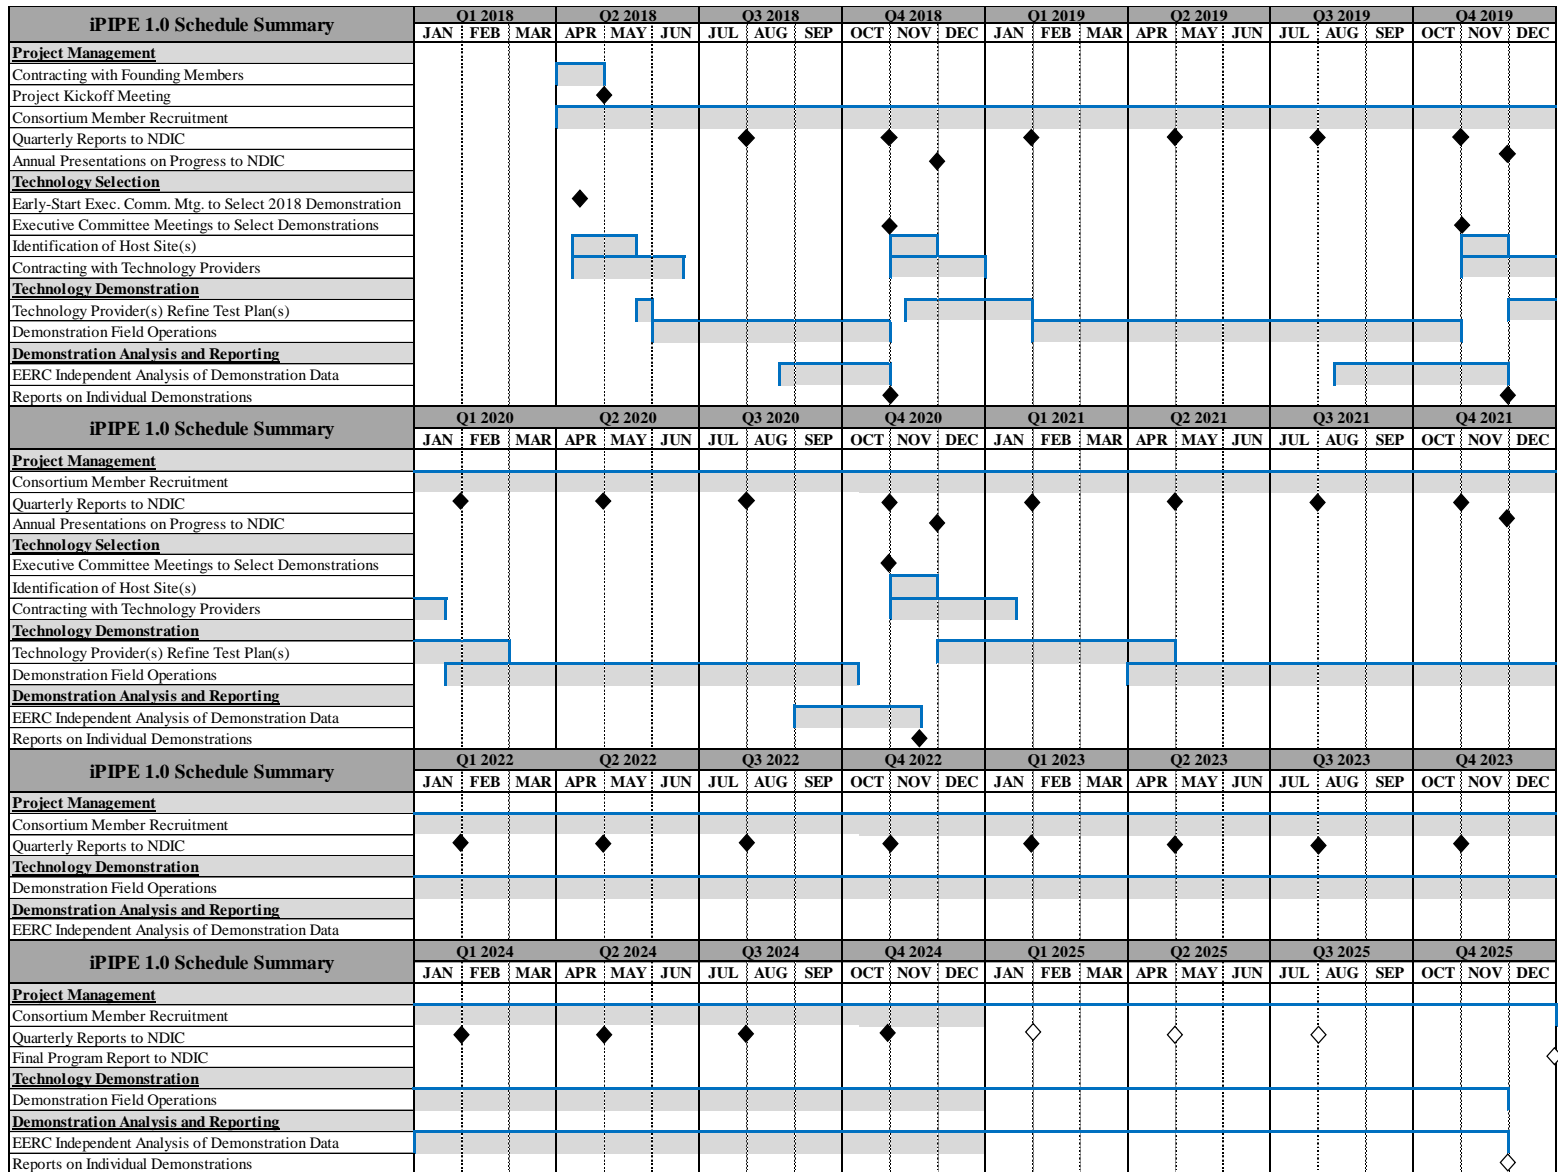 iPIPE 1.0 Schedule Summary
Q1 2018 Q2 2018 Q3 2018 Q4 2018 Q1 2019 Q2 2019 Q3 2019 Q4 2019
JAN FEB MAR APR MAY JUN JUL AUG SEP OCT NOV DEC JAN FEB MAR APR MAY JUN JUL AUG SEP OCT NOV DEC
Project Management
Contracting with Founding Members
Project Kickoff Meeting
Consortium Member Recruitment
Quarterly Reports to NDIC
Annual Presentations on Progress to NDIC
Technology Selection
Early-Start Exec. Comm. Mtg. to Select 2018 Demonstration
Executive Committee Meetings to Select Demonstrations
Identification of Host Site(s)
Contracting with Technology Providers
Technology Demonstration
Technology Provider(s) Refine Test Plan(s)
Demonstration Field Operations
Demonstration Analysis and Reporting
EERC Independent Analysis of Demonstration Data
Reports on Individual Demonstrations
iPIPE 1.0 Schedule Summary
Q1 2020 Q2 2020 Q3 2020 Q4 2020 Q1 2021 Q2 2021 Q3 2021 Q4 2021
JAN FEB MAR APR MAY JUN JUL AUG SEP OCT NOV DEC JAN FEB MAR APR MAY JUN JUL AUG SEP OCT NOV DEC
Project Management
Consortium Member Recruitment
Quarterly Reports to NDIC
Annual Presentations on Progress to NDIC
Technology Selection
Executive Committee Meetings to Select Demonstrations
Identification of Host Site(s)
Contracting with Technology Providers
Technology Demonstration
Technology Provider(s) Refine Test Plan(s)
Demonstration Field Operations
Demonstration Analysis and Reporting
EERC Independent Analysis of Demonstration Data
Reports on Individual Demonstrations
iPIPE 1.0 Schedule Summary
Q1 2022 Q2 2022 Q3 2022 Q4 2022 Q1 2023 Q2 2023 Q3 2023 Q4 2023
JAN FEB MAR APR MAY JUN JUL AUG SEP OCT NOV DEC JAN FEB MAR APR MAY JUN JUL AUG SEP OCT NOV DEC
Project Management
Consortium Member Recruitment
Quarterly Reports to NDIC
Technology Demonstration
Demonstration Field Operations
Demonstration Analysis and Reporting
EERC Independent Analysis of Demonstration Data
iPIPE 1.0 Schedule Summary
Q1 2024 Q2 2024 Q3 2024 Q4 2024 Q1 2025 Q2 2025 Q3 2025 Q4 2025
JAN FEB MAR APR MAY JUN JUL AUG SEP OCT NOV DEC JAN FEB MAR APR MAY JUN JUL AUG SEP OCT NOV DEC
Project Management
Consortium Member Recruitment
Quarterly Reports to NDIC
Final Program Report to NDIC
Technology Demonstration
Demonstration Field Operations
Demonstration Analysis and Reporting
EERC Independent Analysis of Demonstration Data
Reports on Individual Demonstrations